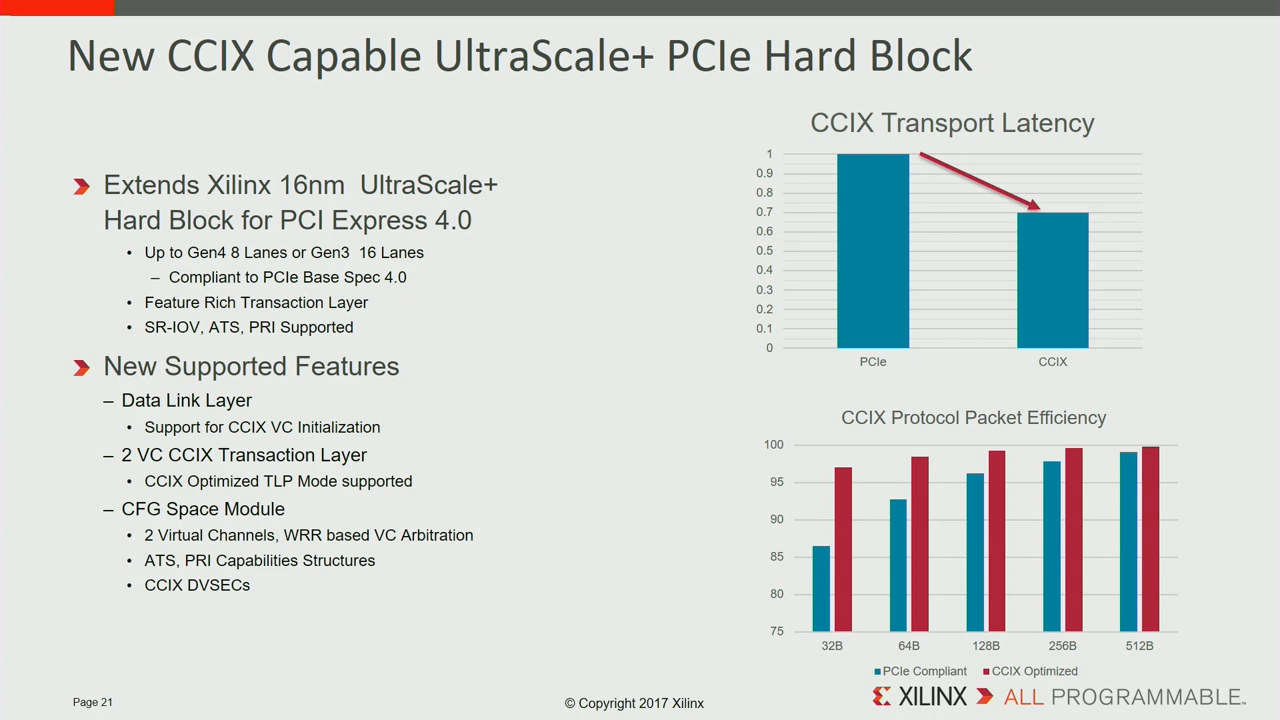 New CCIX Capable UltraScale+ PCIe Hard Block
Extends Xilinx 16nm UltraScale+
Hard Block for PCI Express 4.0
• Up to Gen4 8 Lanes or Gen3 16 Lanes
– Compliant to PCIe Base Spec 4.0
• Feature Rich Transaction Layer
• SR-IOV, ATS, PRI Supported
New Supported Features
– Data Link Layer
• Support for CCIX VC Initialization
– 2 VC CCIX Transaction Layer
• CCIX Optimized TLP Mode supported
– CFG Space Module
• 2 Virtual Channels, WRR based VC Arbitration
• ATS, PRI Capabilities Structures
• CCIX DVSECs
CCIX Transport Latency
1
0.9
0.8
0.7
0.6
0.5
0.4
0.3
0.2
0.1
0
PCIe CCIX
CCIX Protocol Packet Efficiency
100
95
90
85
80
75
32B 64B 128B 256B 512B
PCIe Compliant CCIX Optimized
Page 21
© Copyright 2017 Xilinx
XILINX ALL PROGRAMMABLE™